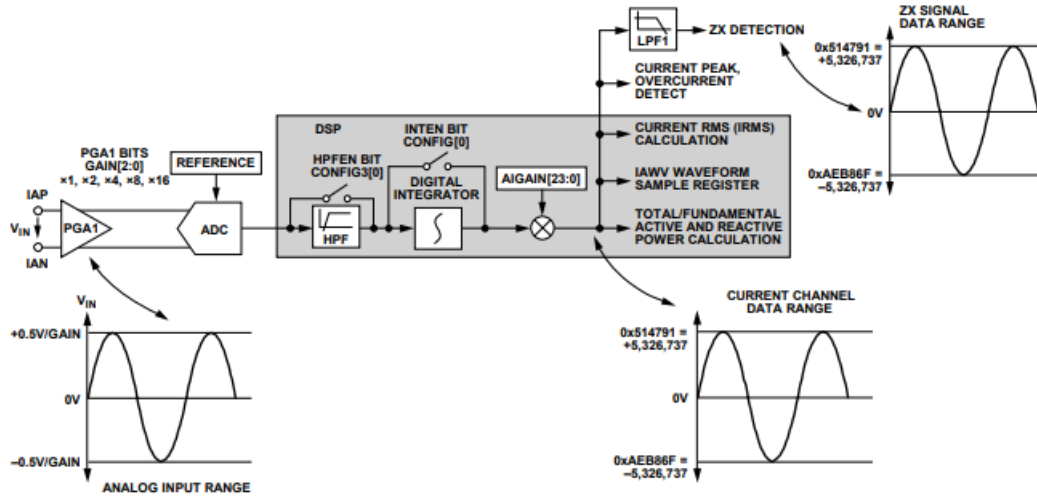 ZX SIGNAL
DATA RANGE
0x514791 =
+5,326,737
0V
0xAEB86F =
–5,326,737
LPF1
ZX DETECTION
CURRENT PEAK,
OVERCURRENT
DETECT
CURRENT RMS (IRMS)
CALCULATION
IAWV WAVEFORM
SAMPLE REGISTER
TOTAL/FUNDAMENTAL
ACTIVE AND REACTIVE
POWER CALCULATION
DSP
INTEN BIT
CONFIG[0]
HPFEN BIT
CONFIG3[0]
DIGITAL
INTEGRATOR
HPF
∫
AIGAIN[23:0]
×
PGA1 BITS
GAIN[2:0]
×1, ×2, ×4, ×8, ×16
REFERENCE
IAP
VIN
IAN
PGA1
ADC
VIN
+0.5V/GAIN
0V
–0.5V/GAIN
ANALOG INPUT RANGE
CURRENT CHANNEL
DATA RANGE
0x514791 =
+5,326,737
0V
0xAEB86F =
–5,326,737